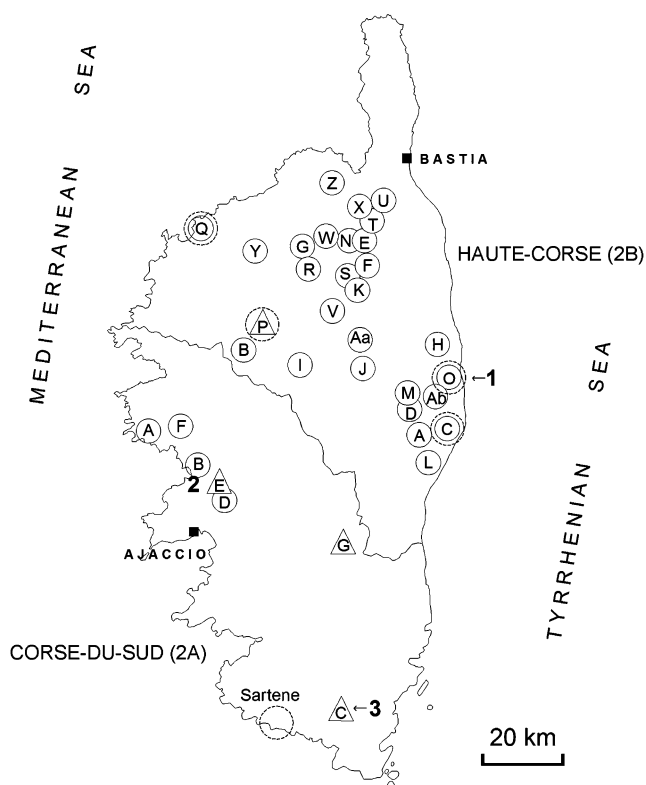 MEDITERRANEAN SEA
BASTIA
Z
U
X
T
Q
W
N
E
G
Y
HAUTE-CORSE (2B)
F
R
S
K
V
P
Aa
H
B
I
J
O
←1
SEA
M
Ab
D
F
A
C
A
B
L
2
E
D
TYRRHENIAN
AJACCIO
G
CORSE-DU-SUD (2A)
Sartene
C
←3
20 km